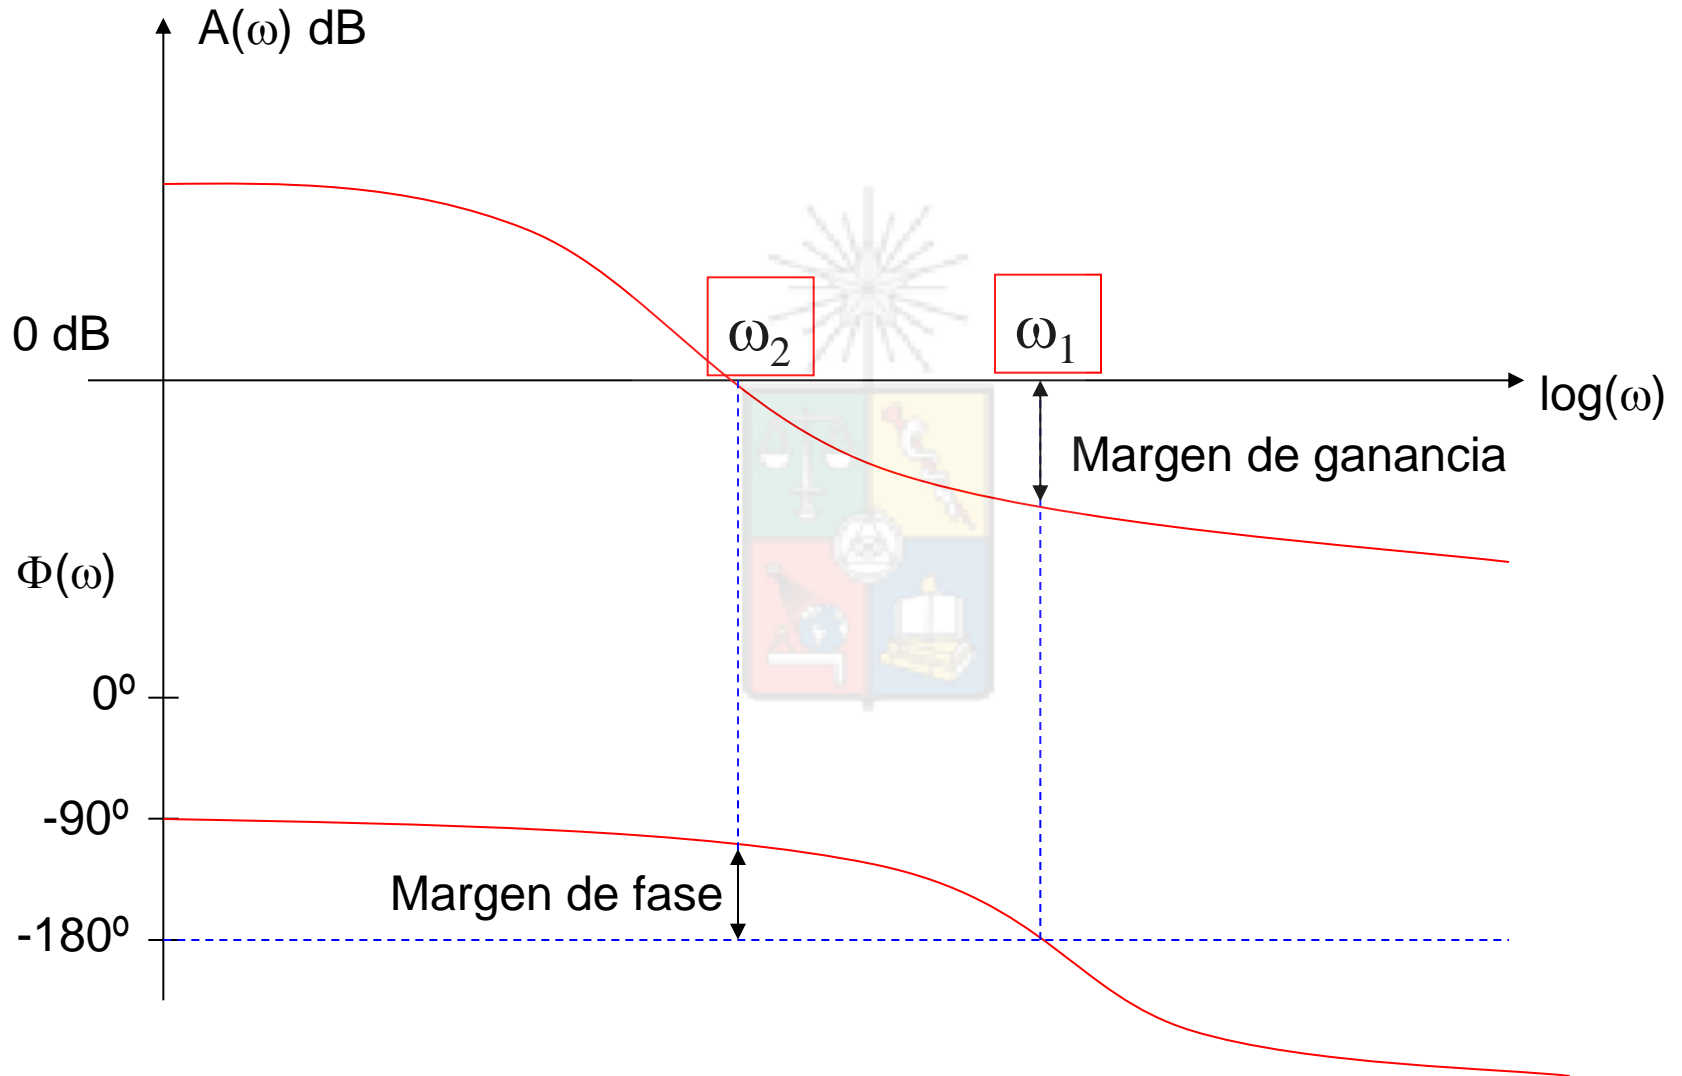 A(ω) dB
0 dB
ω2
ω1
log(ω)
Margen de ganancia
Φ(ω)
0º
-90º
Margen de fase
-180º